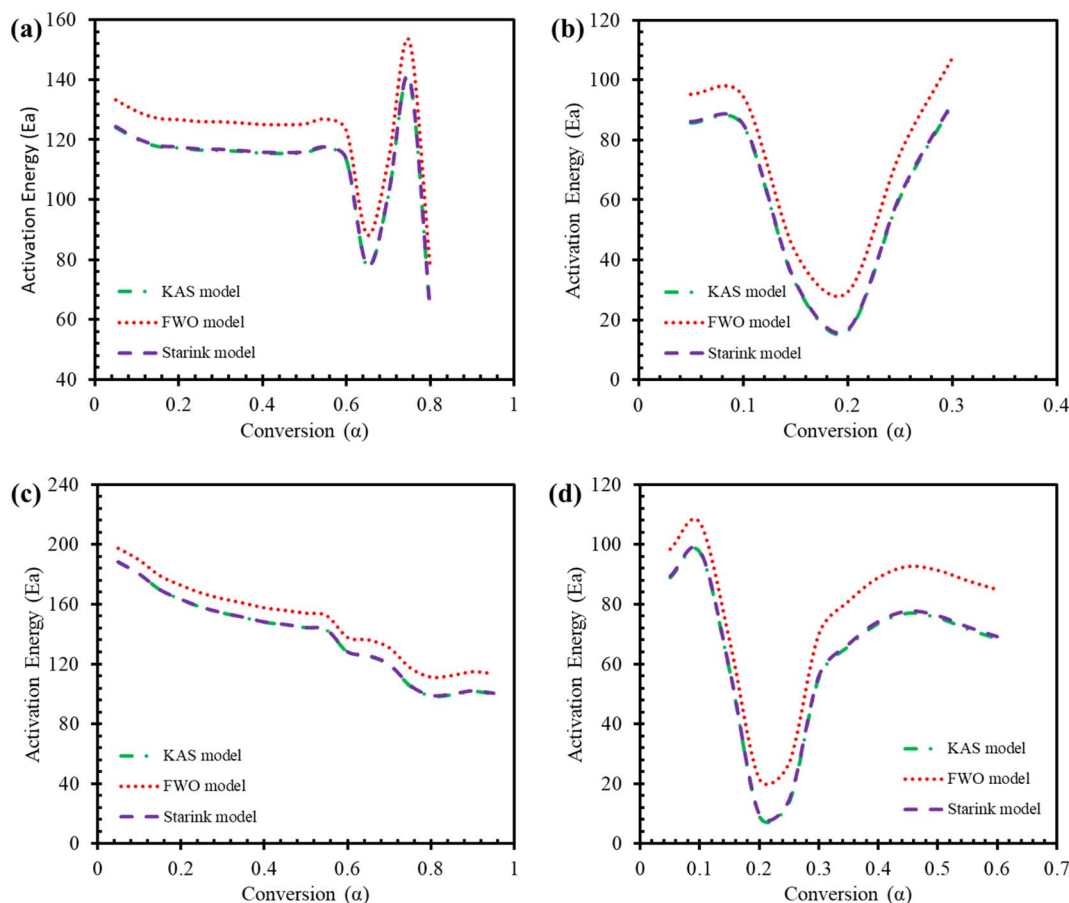 (a)
160
140
120
100
80
60
40
Activation Energy (Ea)
KAS model
FWO model
Starink model
0 0.2 0.4 0.6 0.8 1
Conversion (α)
(b)
120
100
80
60
40
20
0
Activation Energy (Ea)
KAS model
FWO model
Starink model
0 0.1 0.2 0.3 0.4
Conversion (α)
(c)
240
200
160
120
80
40
0
Activation Energy (Ea)
KAS model
FWO model
Starink model
0 0.2 0.4 0.6 0.8 1
Conversion (α)
(d)
120
100
80
60
40
20
0
Activation Energy (Ea)
KAS model
FWO model
Starink model
0 0.1 0.2 0.3 0.4 0.5 0.6 0.7
Conversion (α)